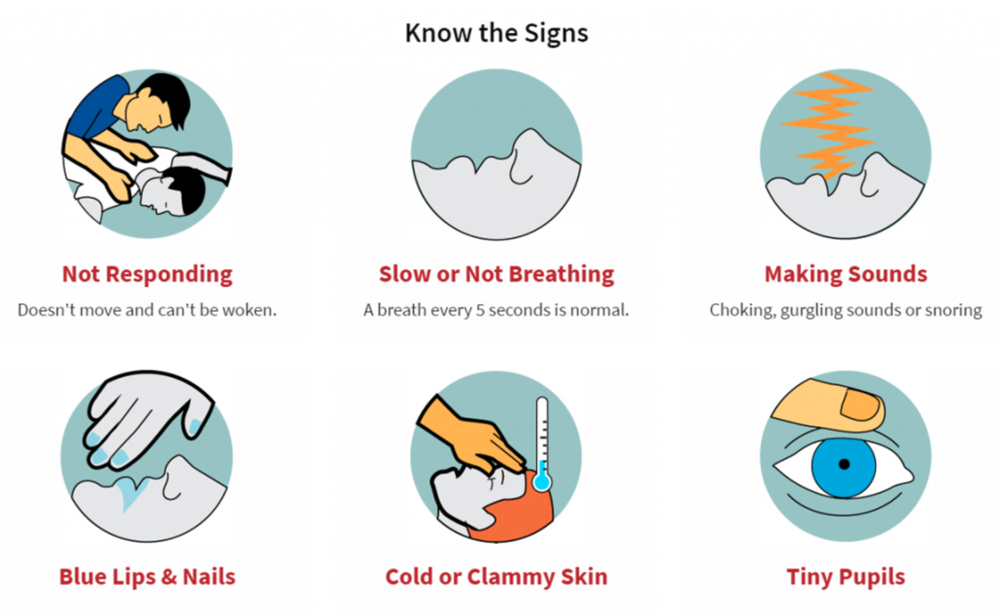 Know the Signs
Not Responding
Doesn't move and can't be woken.
Slow or Not Breathing
A breath every 5 seconds is normal.
Making Sounds
Choking, gurgling sounds or snoring
Blue Lips & Nails
Cold or Clammy Skin
Tiny Pupils